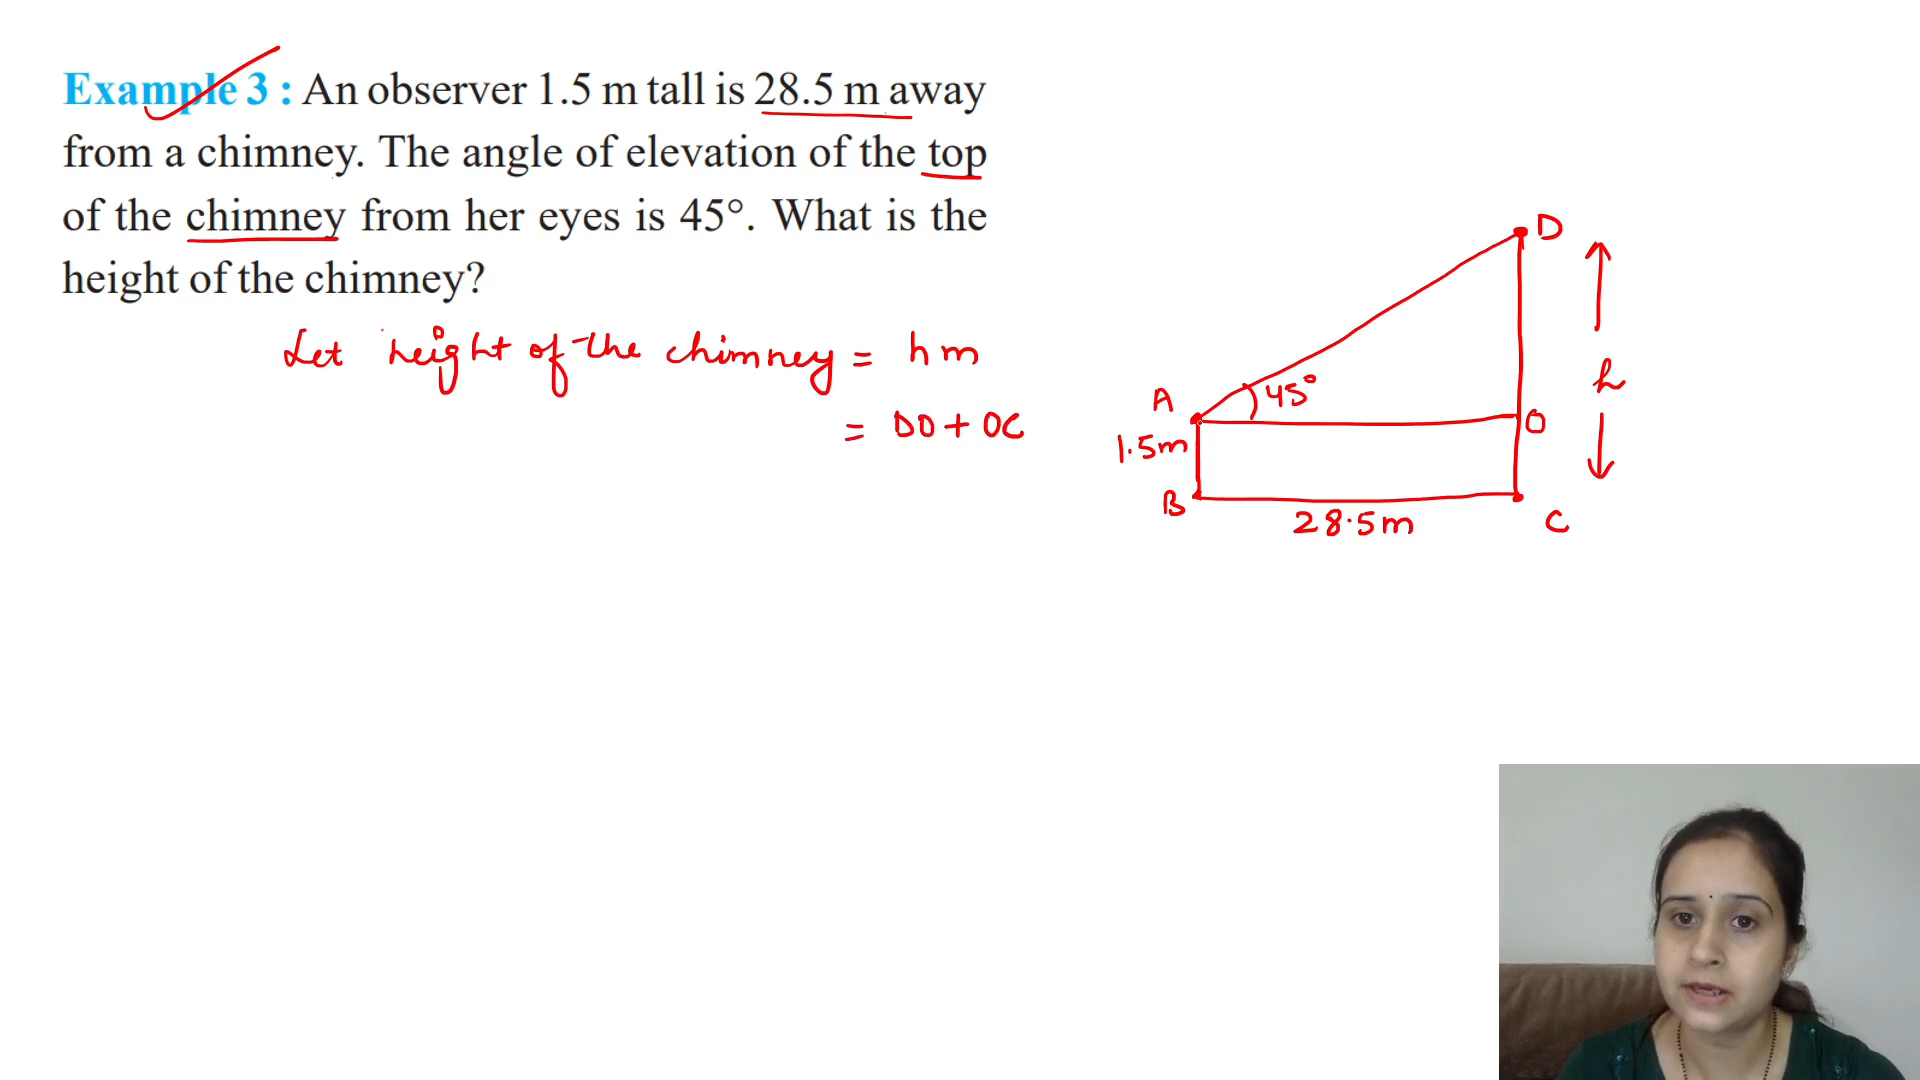 Example 3 : An observer 1.5 m tall is 28.5 m away
from a chimney. The angle of elevation of the top
of the chimney from her eyes is 45°. What is the
height of the chimney?
Let height of the chimney = h m
= DO + OC
D
h
A
45°
O
1.5m
B
28.5m
C